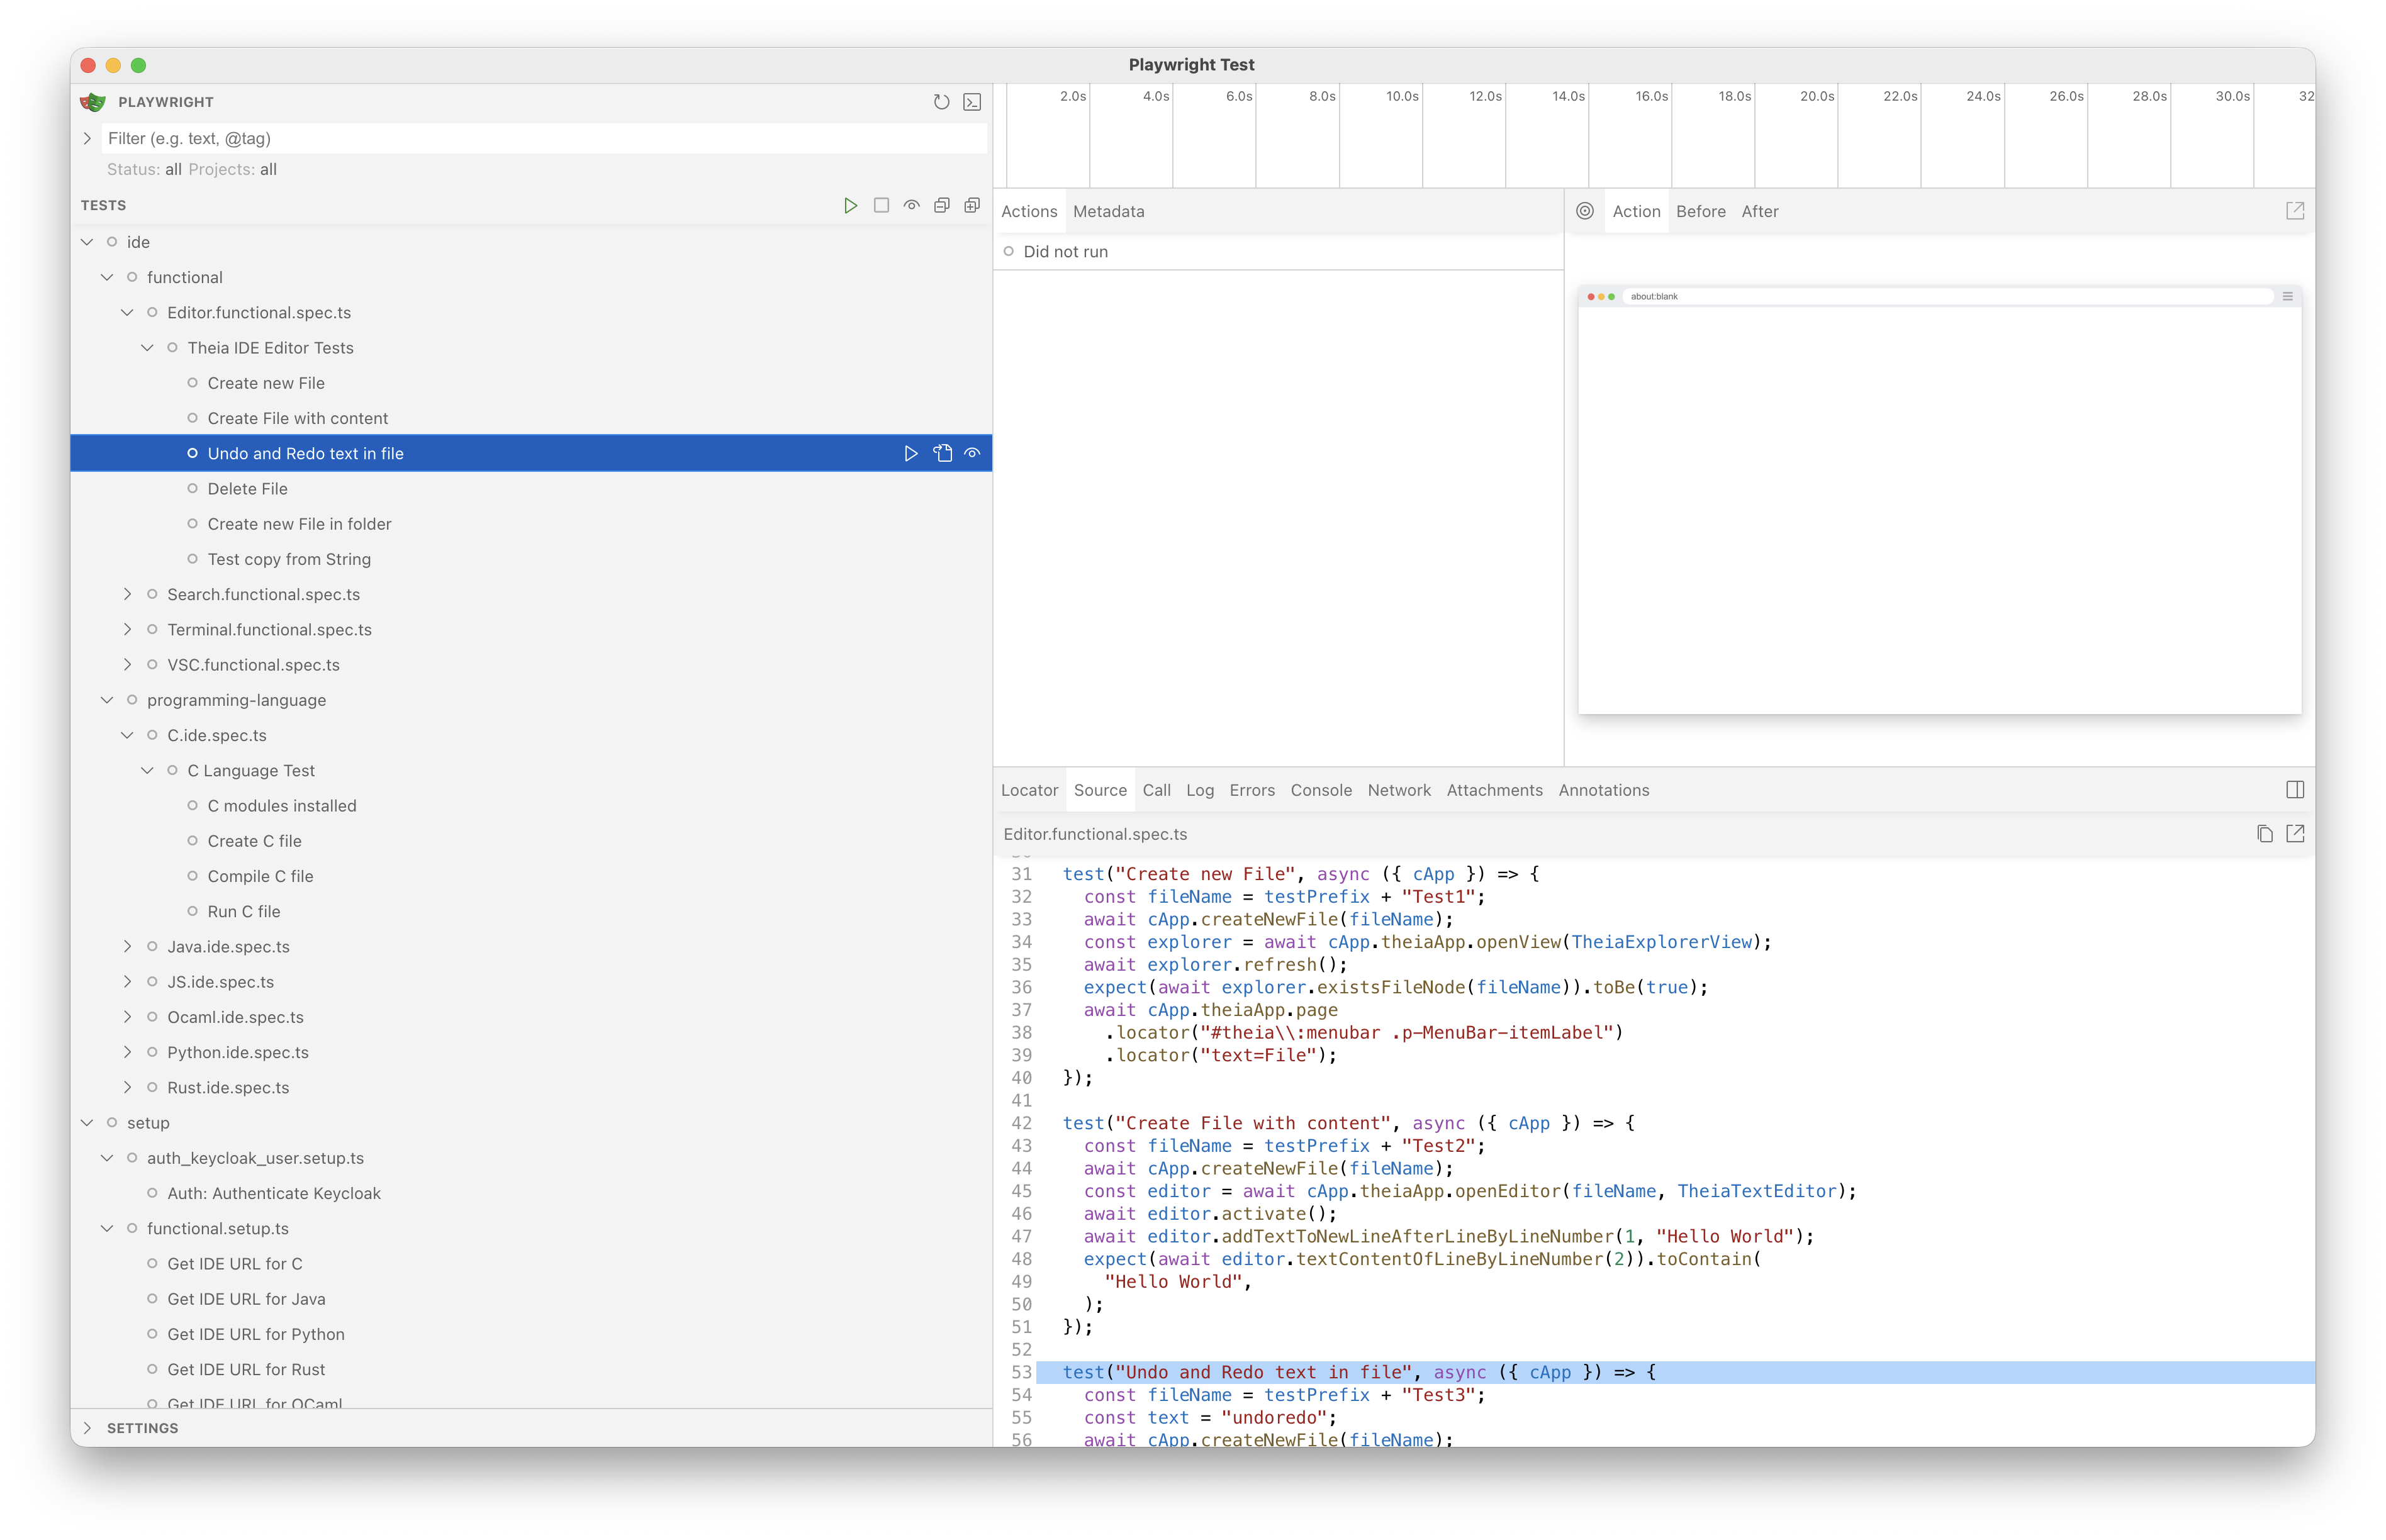 Playwright Test
PLAYWRIGHT
Filter (e.g. text, @tag)
Status: all Projects: all
TESTS
ide
functional
Editor.functional.spec.ts
Theia IDE Editor Tests
Create new File
Create File with content
Undo and Redo text in file
Delete File
Create new File in folder
Test copy from String
Search.functional.spec.ts
Terminal.functional.spec.ts
VSC.functional.spec.ts
programming-language
C.ide.spec.ts
C Language Test
C modules installed
Create C file
Compile C file
Run C file
Java.ide.spec.ts
JS.ide.spec.ts
Ocaml.ide.spec.ts
Python.ide.spec.ts
Rust.ide.spec.ts
setup
auth_keycloak_user.setup.ts
Auth: Authenticate Keycloak
functional.setup.ts
Get IDE URL for C
Get IDE URL for Java
Get IDE URL for Python
Get IDE URL for Rust
Get IDE URL for OCaml
SETTINGS
2.0s 4.0s 6.0s 8.0s 10.0s 12.0s 14.0s 16.0s 18.0s 20.0s 22.0s 24.0s 26.0s 28.0s 30.0s 32
Actions Metadata
Did not run
Action Before After
about:blank
Locator Source Call Log Errors Console Network Attachments Annotations
Editor.functional.spec.ts
31 test("Create new File", async ({ cApp }) => {
32 const fileName = testPrefix + "Test1";
33 await cApp.createNewFile(fileName);
34 const explorer = await cApp.theiaApp.openView(TheiaExplorerView);
35 await explorer.refresh();
36 expect(await explorer.existsFileNode(fileName)).toBe(true);
37 await cApp.theiaApp.page
38 .locator("#theia\\:menubar .p-MenuBar-itemLabel")
39 .locator("text=File");
40 });
41
42 test("Create File with content", async ({ cApp }) => {
43 const fileName = testPrefix + "Test2";
44 await cApp.createNewFile(fileName);
45 const editor = await cApp.theiaApp.openEditor(fileName, TheiaTextEditor);
46 await editor.activate();
47 await editor.addTextToNewLineAfterLineByLineNumber(1, "Hello World");
48 expect(await editor.textContentOfLineByLineNumber(2)).toContain(
49 "Hello World",
50 );
51 });
52
53 test("Undo and Redo text in file", async ({ cApp }) => {
54 const fileName = testPrefix + "Test3";
55 const text = "undoredo";
56 await cApp.createNewFile(fileName);